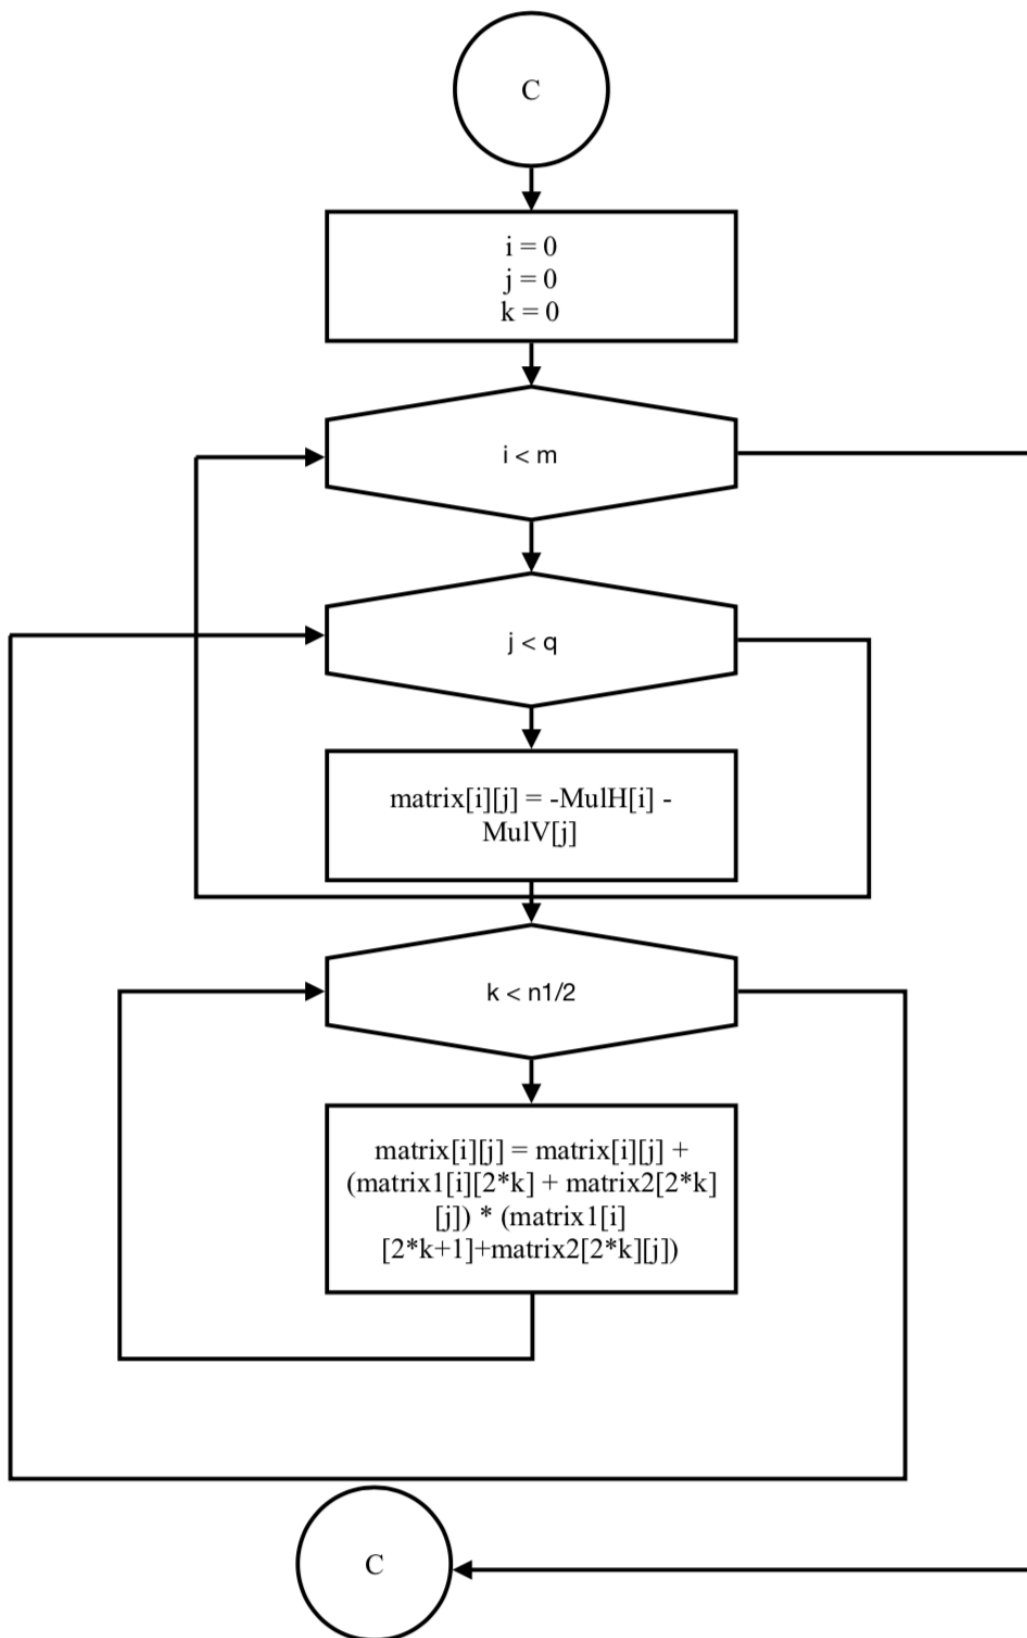 C
i = 0
j = 0
k = 0
i < m
j < q
matrix[i][j] = -MulH[i] -
MulV[j]
k < n1/2
matrix[i][j] = matrix[i][j] +
(matrix1[i][2*k] + matrix2[2*k]
[j]) * (matrix1[i]
[2*k+1]+matrix2[2*k][j])
C